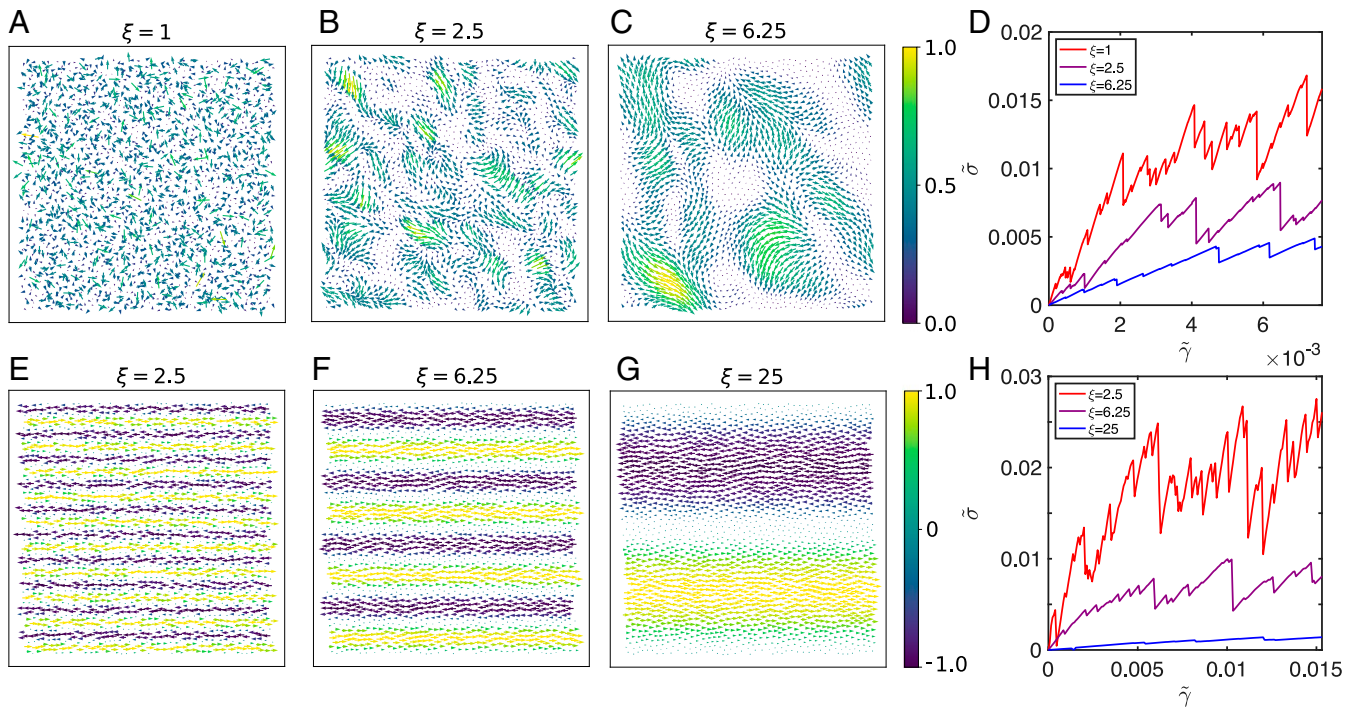 A
ξ = 1
B
ξ = 2.5
C
ξ = 6.25
1.0
0.5
0.0
D
0.02
0.015
0.01
0.005
0
σ̃
ξ=1
ξ=2.5
ξ=6.25
0 2 4 6
γ̃
×10⁻³
E
ξ = 2.5
F
ξ = 6.25
G
ξ = 25
1.0
0
-1.0
H
0.03
0.02
0.01
0
σ̃
ξ=2.5
ξ=6.25
ξ=25
0 0.005 0.01 0.015
γ̃